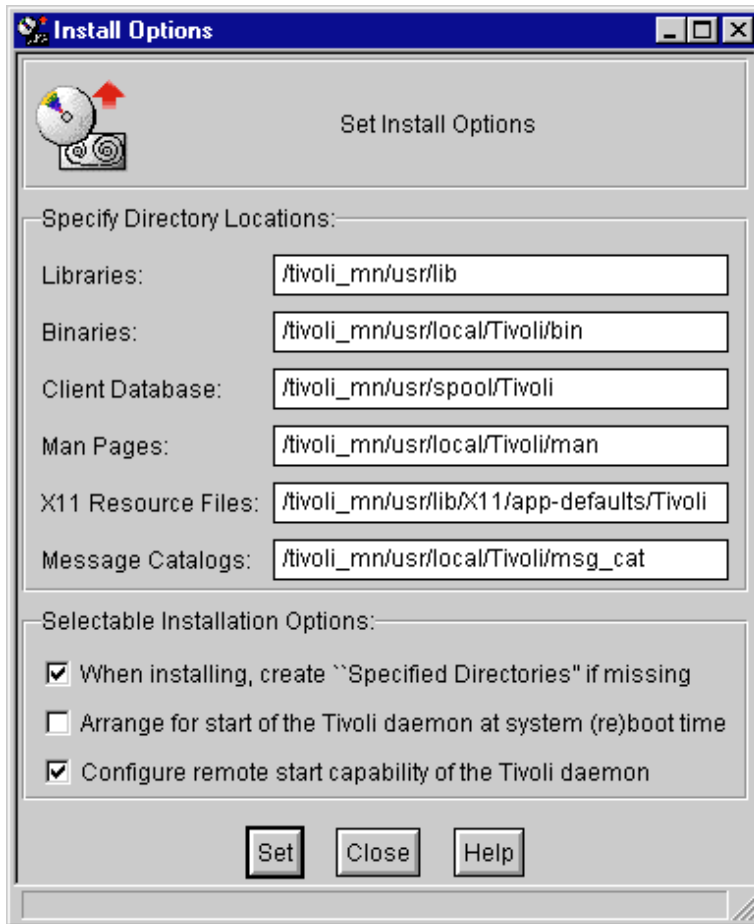 Install Options
Set Install Options
Specify Directory Locations:
Libraries: /tivoli_mn/usr/lib
Binaries: /tivoli_mn/usr/local/Tivoli/bin
Client Database: /tivoli_mn/usr/spool/Tivoli
Man Pages: /tivoli_mn/usr/local/Tivoli/man
X11 Resource Files: /tivoli_mn/usr/lib/X11/app-defaults/Tivoli
Message Catalogs: /tivoli_mn/usr/local/Tivoli/msg_cat
Selectable Installation Options:
When installing, create ``Specified Directories'' if missing
Arrange for start of the Tivoli daemon at system (re)boot time
Configure remote start capability of the Tivoli daemon
Set Close Help